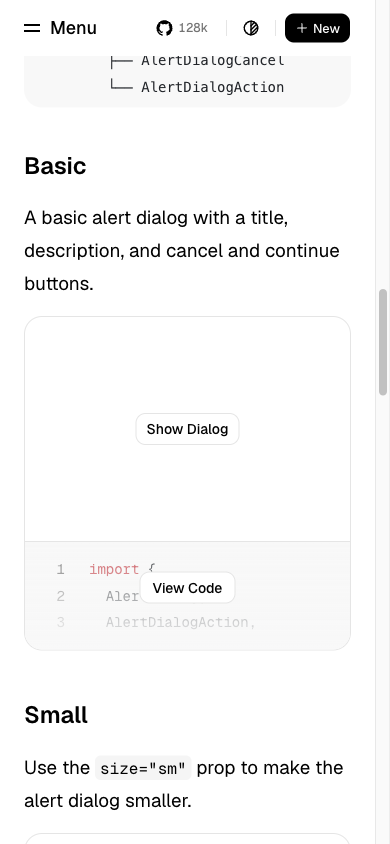 Menu 128k + New
├── AlertDialogCancel
└── AlertDialogAction
Basic
A basic alert dialog with a title,
description, and cancel and continue
buttons.
Show Dialog
1 import {
View Code
2 Aler
3 AlertDialogAction,
Small
Use the size="sm" prop to make the
alert dialog smaller.